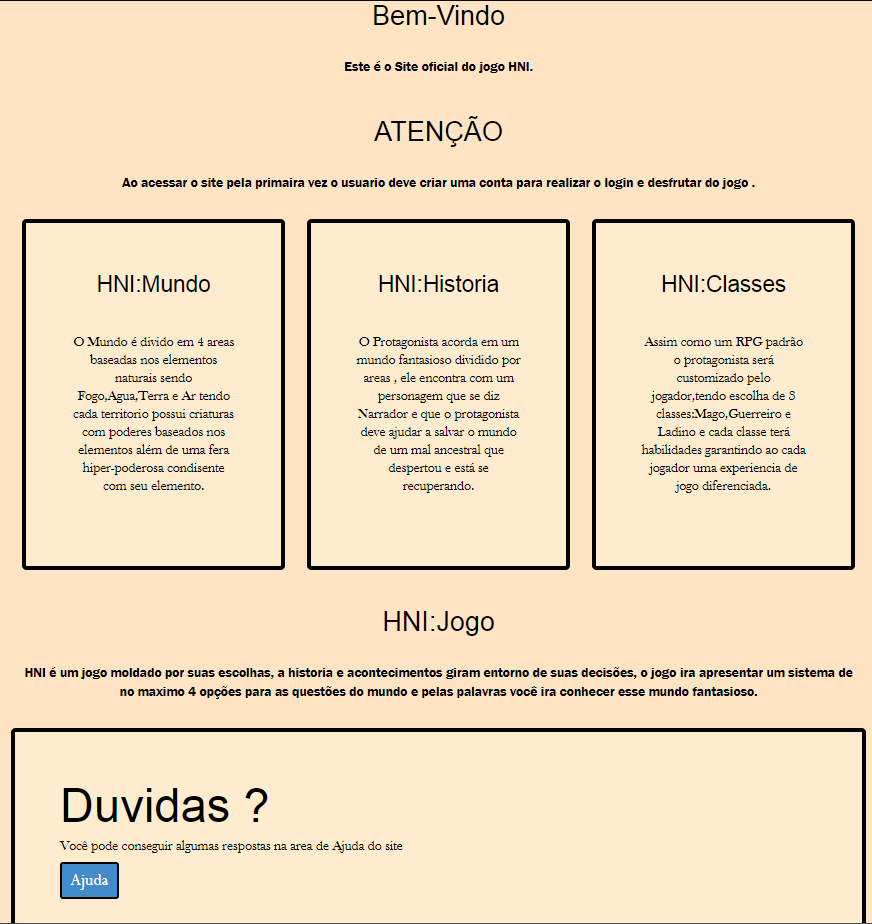 Bem-Vindo
Este é o Site oficial do jogo HNI.
ATENÇÃO
Ao acessar o site pela primaira vez o usuario deve criar uma conta para realizar o login e desfrutar do jogo .
HNI:Mundo
O Mundo é divido em 4 areas
baseadas nos elementos
naturais sendo
Fogo,Agua,Terra e Ar tendo
cada territorio possui criaturas
com poderes baseados nos
elementos além de uma fera
hiper-poderosa condisente
com seu elemento.
HNI:Historia
O Protagonista acorda em um
mundo fantasioso dividido por
areas , ele encontra com um
personagem que se diz
Narrador e que o protagonista
deve ajudar a salvar o mundo
de um mal ancestral que
despertou e está se
recuperando.
HNI:Classes
Assim como um RPG padrão
o protagonista será
customizado pelo
jogador,tendo escolha de 3
classes:Mago,Guerreiro e
Ladino e cada classe terá
habilidades garantindo ao cada
jogador uma experiencia de
jogo diferenciada.
HNI:Jogo
HNI é um jogo moldado por suas escolhas, a historia e acontecimentos giram entorno de suas decisões, o jogo ira apresentar um sistema de
no maximo 4 opções para as questões do mundo e pelas palavras você ira conhecer esse mundo fantasioso.
Duvidas ?
Você pode conseguir algumas respostas na area de Ajuda do site
Ajuda